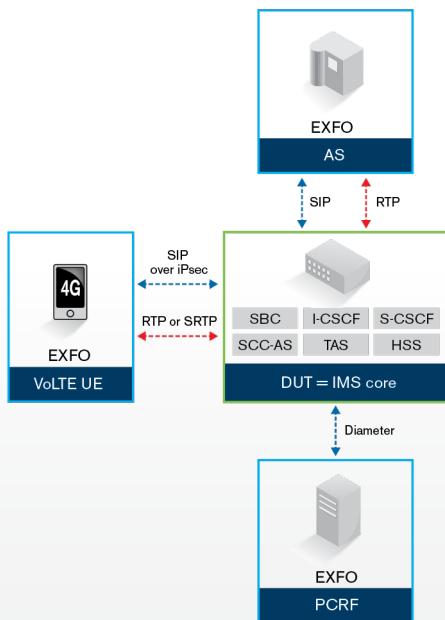 EXFO
AS
SIP
RTP
SIP
over iPsec
4G
RTP or SRTP
EXFO
VoLTE UE
SBC
I-CSCF
S-CSCF
SCC-AS
TAS
HSS
DUT = IMS core
Diameter
EXFO
PCRF